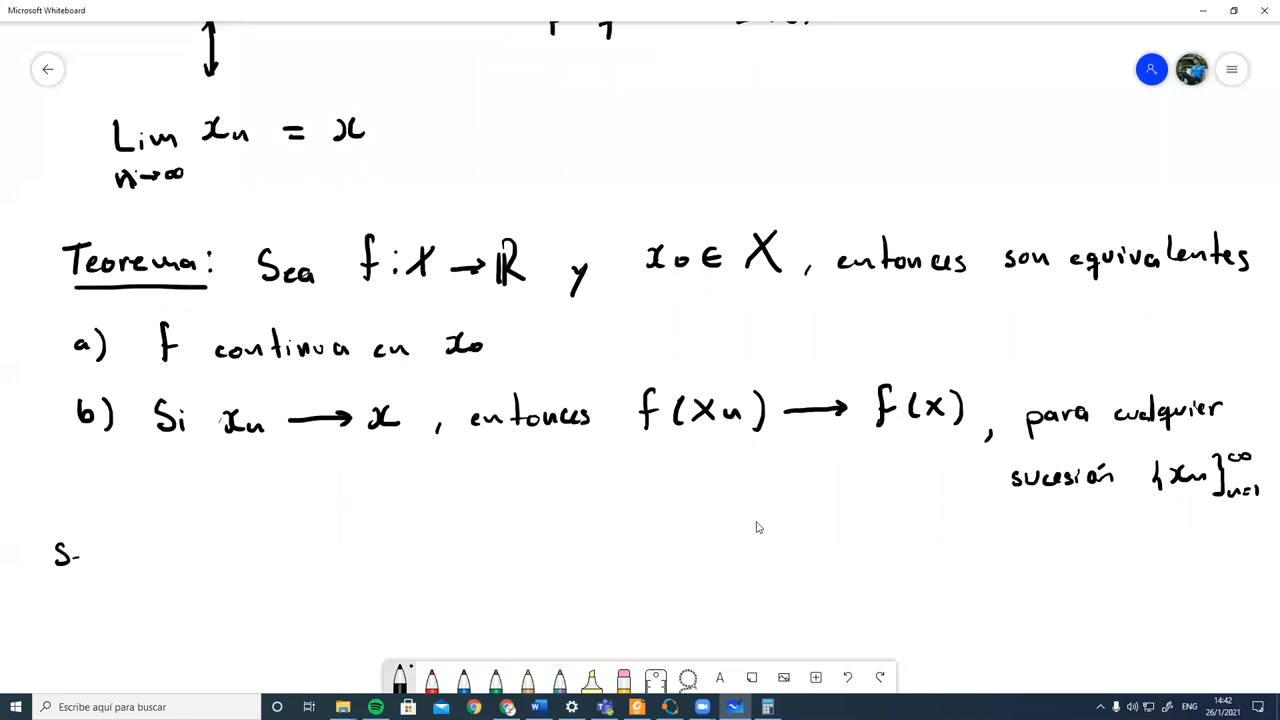 Microsoft Whiteboard
Lim xn = x
n→∞
Teorema: Sea f: X → ℝ y x0 ∈ X, entonces son equivalentes
a) f continua en x0
b) Si xn ⟶ x, entonces f(xn) ⟶ f(x), para cualquier
sucesión {xn}∞n=1
S
Escribe aquí para buscar
ENG
14:42
26/1/2021